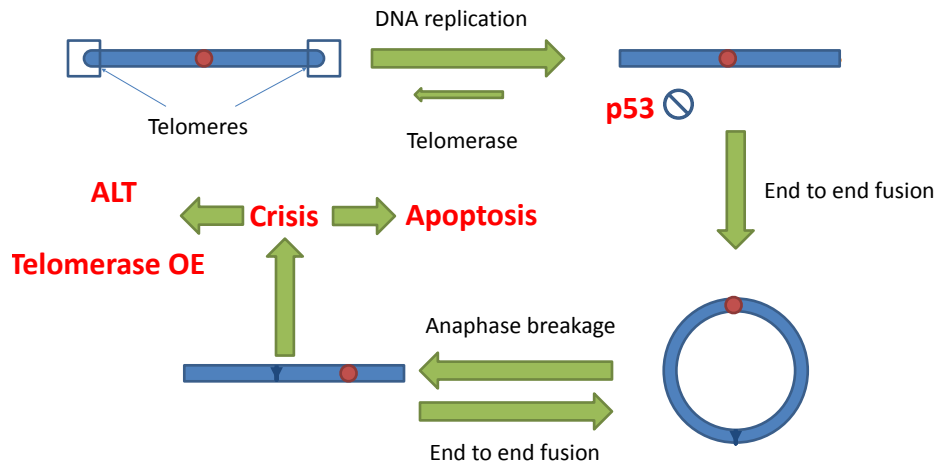 DNA replication
Telomeres
Telomerase
p53
End to end fusion
ALT
Crisis
Apoptosis
Telomerase OE
Anaphase breakage
End to end fusion